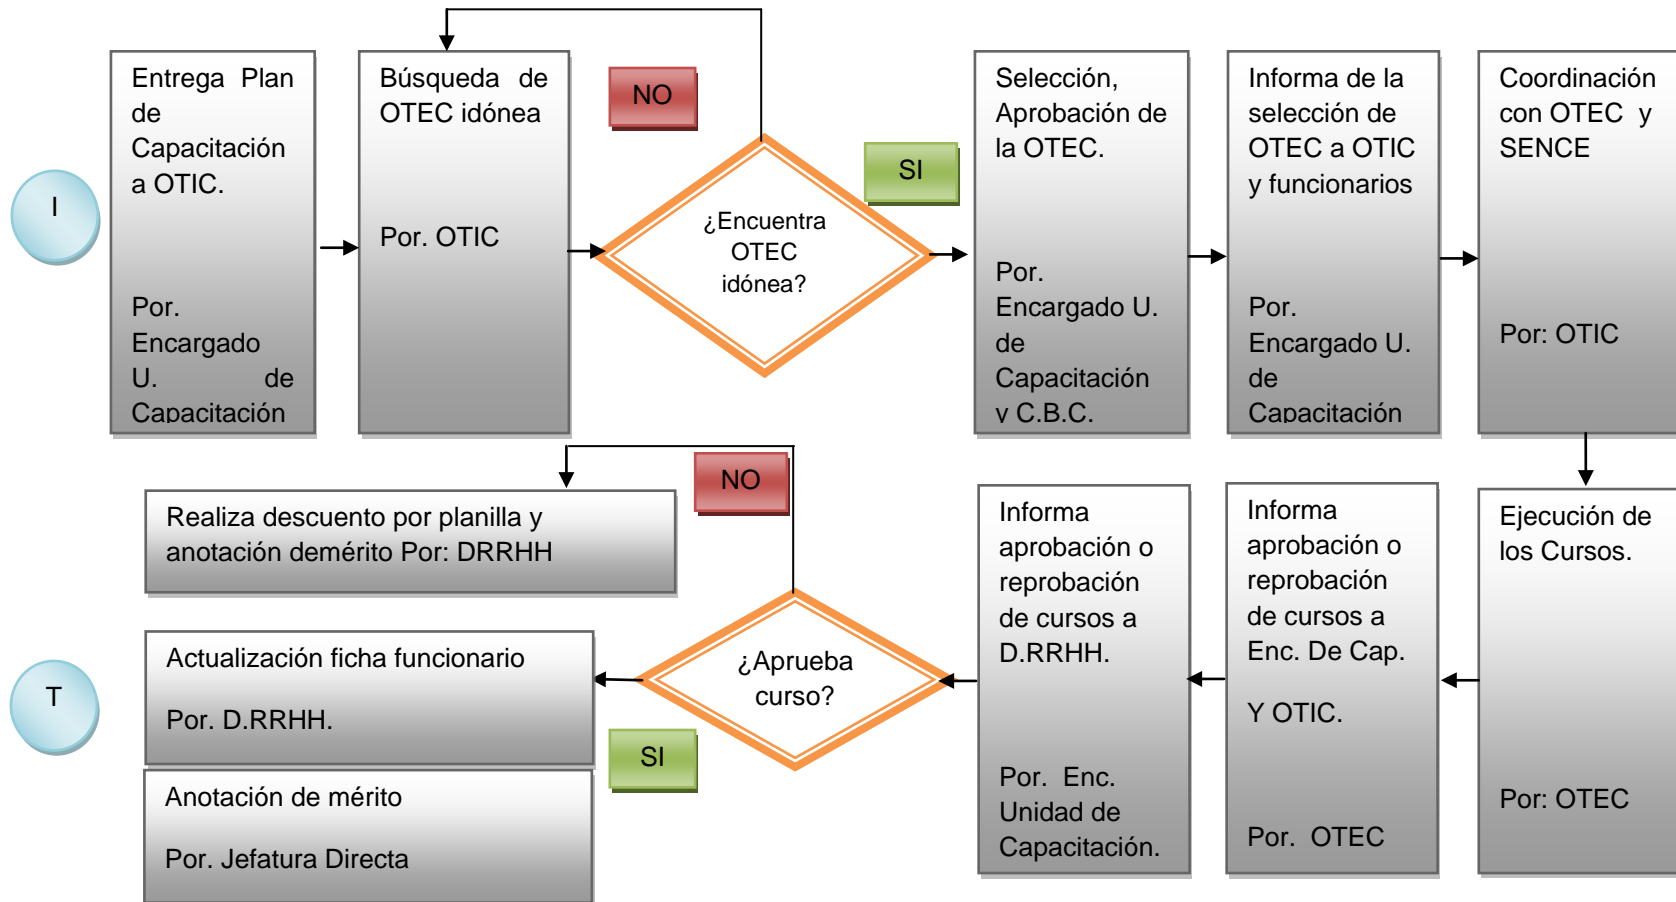 I
Entrega Plan
de
Capacitación
a OTIC.
Por.
Encargado
U. de
Capacitación
Búsqueda de
OTEC idónea
Por. OTIC
NO
¿Encuentra
OTEC
idónea?
SI
Selección,
Aprobación de
la OTEC.
Por.
Encargado U.
de
Capacitación
y C.B.C.
Informa de la
selección de
OTEC a OTIC
y funcionarios
Por.
Encargado U.
de
Capacitación
Coordinación
con OTEC y
SENCE
Por: OTIC
Ejecución de
los Cursos.
Por: OTEC
Informa
aprobación o
reprobación
de cursos a
Enc. De Cap.
Y OTIC.
Por. OTEC
Informa
aprobación o
reprobación
de cursos a
D.RRHH.
Por. Enc.
Unidad de
Capacitación.
¿Aprueba
curso?
NO
Realiza descuento por planilla y
anotación demérito Por: DRRHH
SI
Actualización ficha funcionario
Por. D.RRHH.
Anotación de mérito
Por. Jefatura Directa
T